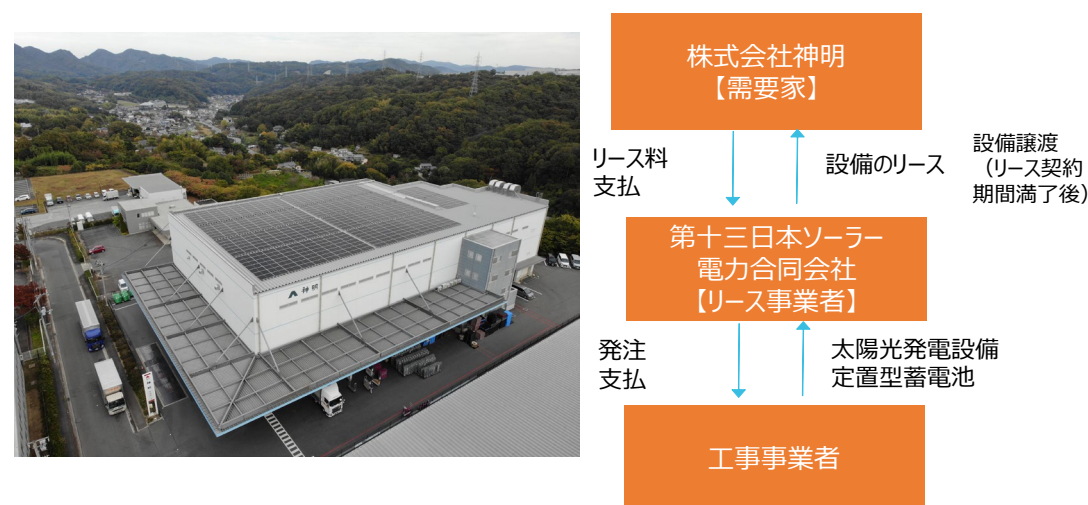 神明
株式会社神明
【需要家】
リース料
支払
設備のリース
設備譲渡
（リース契約
期間満了後）
第十三日本ソーラー
電力合同会社
【リース事業者】
発注
支払
太陽光発電設備
定置型蓄電池
工事事業者